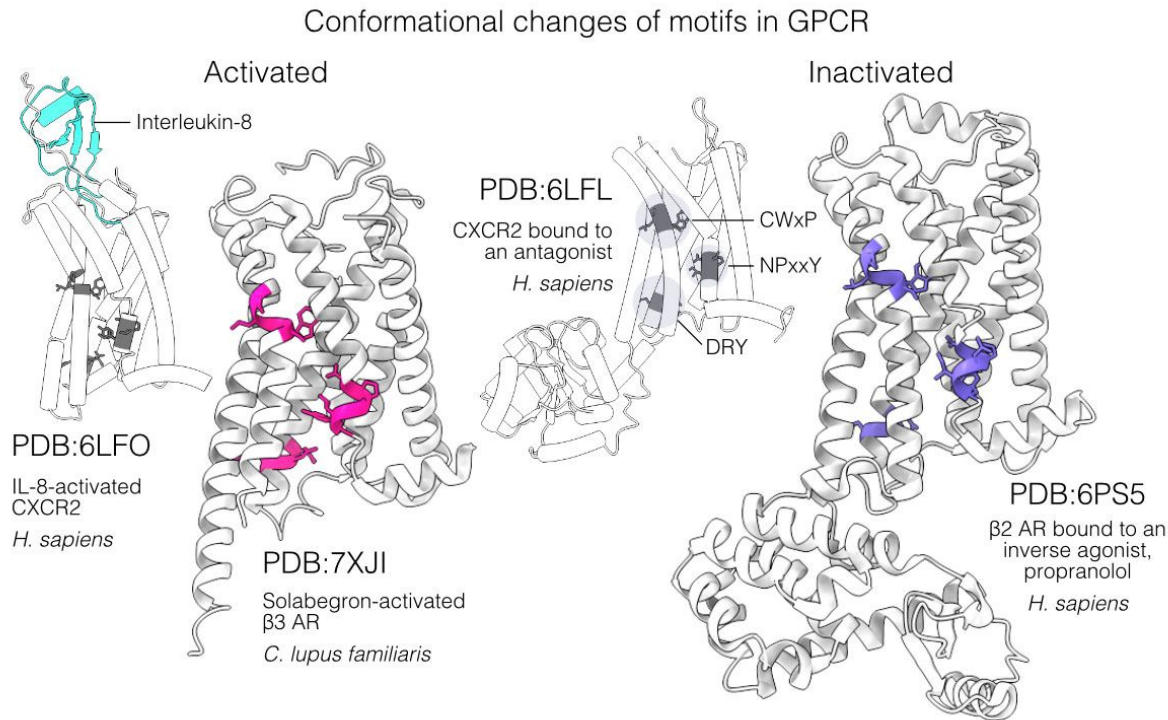 Conformational changes of motifs in GPCR
Activated
Interleukin-8
PDB:6LFO
IL-8-activated
CXCR2
H. sapiens
PDB:7XJI
Solabegron-activated
β3 AR
C. lupus familiaris
Inactivated
PDB:6LFL
CXCR2 bound to
an antagonist
H. sapiens
CWxP
NPxxY
DRY
PDB:6PS5
β2 AR bound to an
inverse agonist,
propranolol
H. sapiens